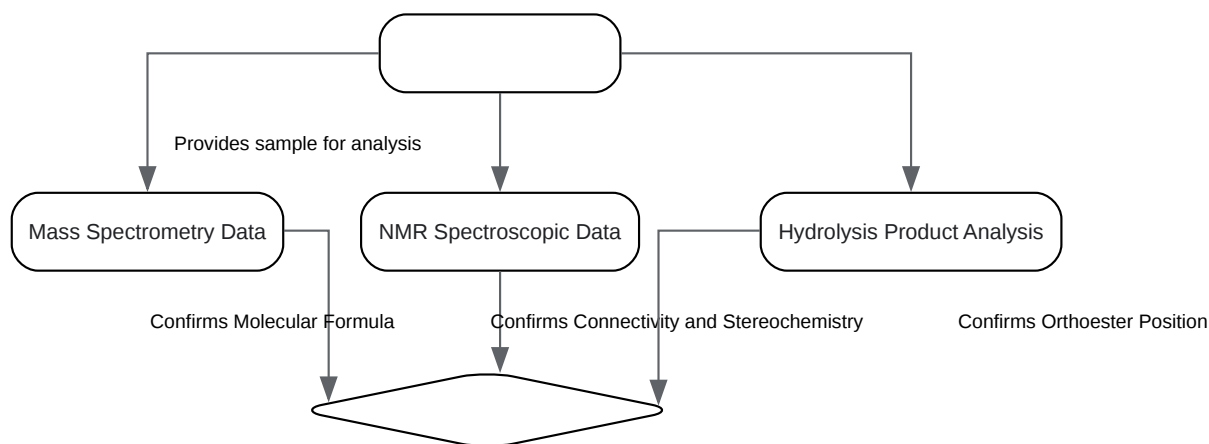 Provides sample for analysis
Mass Spectrometry Data
NMR Spectroscopic Data
Hydrolysis Product Analysis
Confirms Molecular Formula
Confirms Connectivity and Stereochemistry
Confirms Orthoester Position